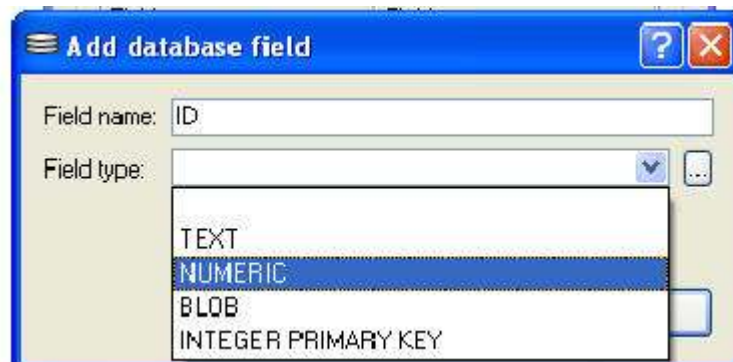 Add database field
Field name: ID
Field type:
...
TEXT
NUMERIC
BLOB
INTEGER PRIMARY KEY